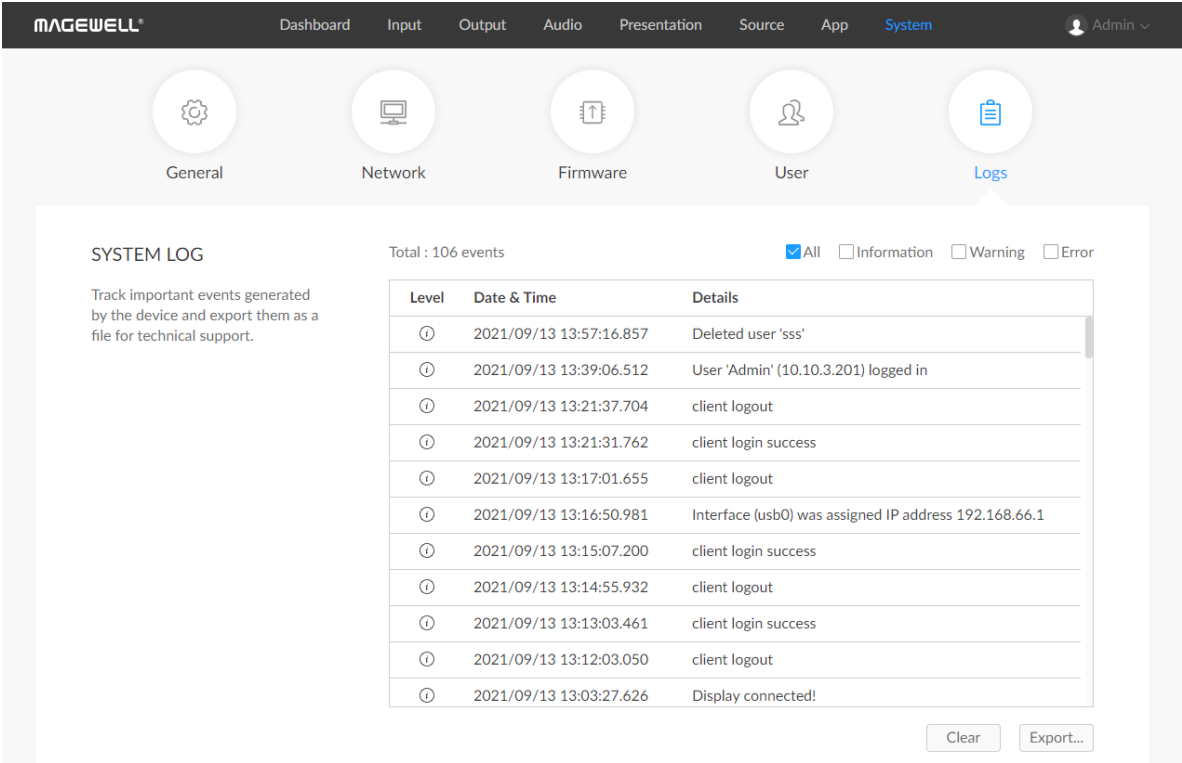 MAGEWELL®
Dashboard Input Output Audio Presentation Source App System Admin
General Network Firmware User Logs
SYSTEM LOG
Track important events generated
by the device and export them as a
file for technical support.
Total : 106 events
All Information Warning Error
Level Date & Time Details
2021/09/13 13:57:16.857 Deleted user 'sss'
2021/09/13 13:39:06.512 User 'Admin' (10.10.3.201) logged in
2021/09/13 13:21:37.704 client logout
2021/09/13 13:21:31.762 client login success
2021/09/13 13:17:01.655 client logout
2021/09/13 13:16:50.981 Interface (usb0) was assigned IP address 192.168.66.1
2021/09/13 13:15:07.200 client login success
2021/09/13 13:14:55.932 client logout
2021/09/13 13:13:03.461 client login success
2021/09/13 13:12:03.050 client logout
2021/09/13 13:03:27.626 Display connected!
Clear Export...